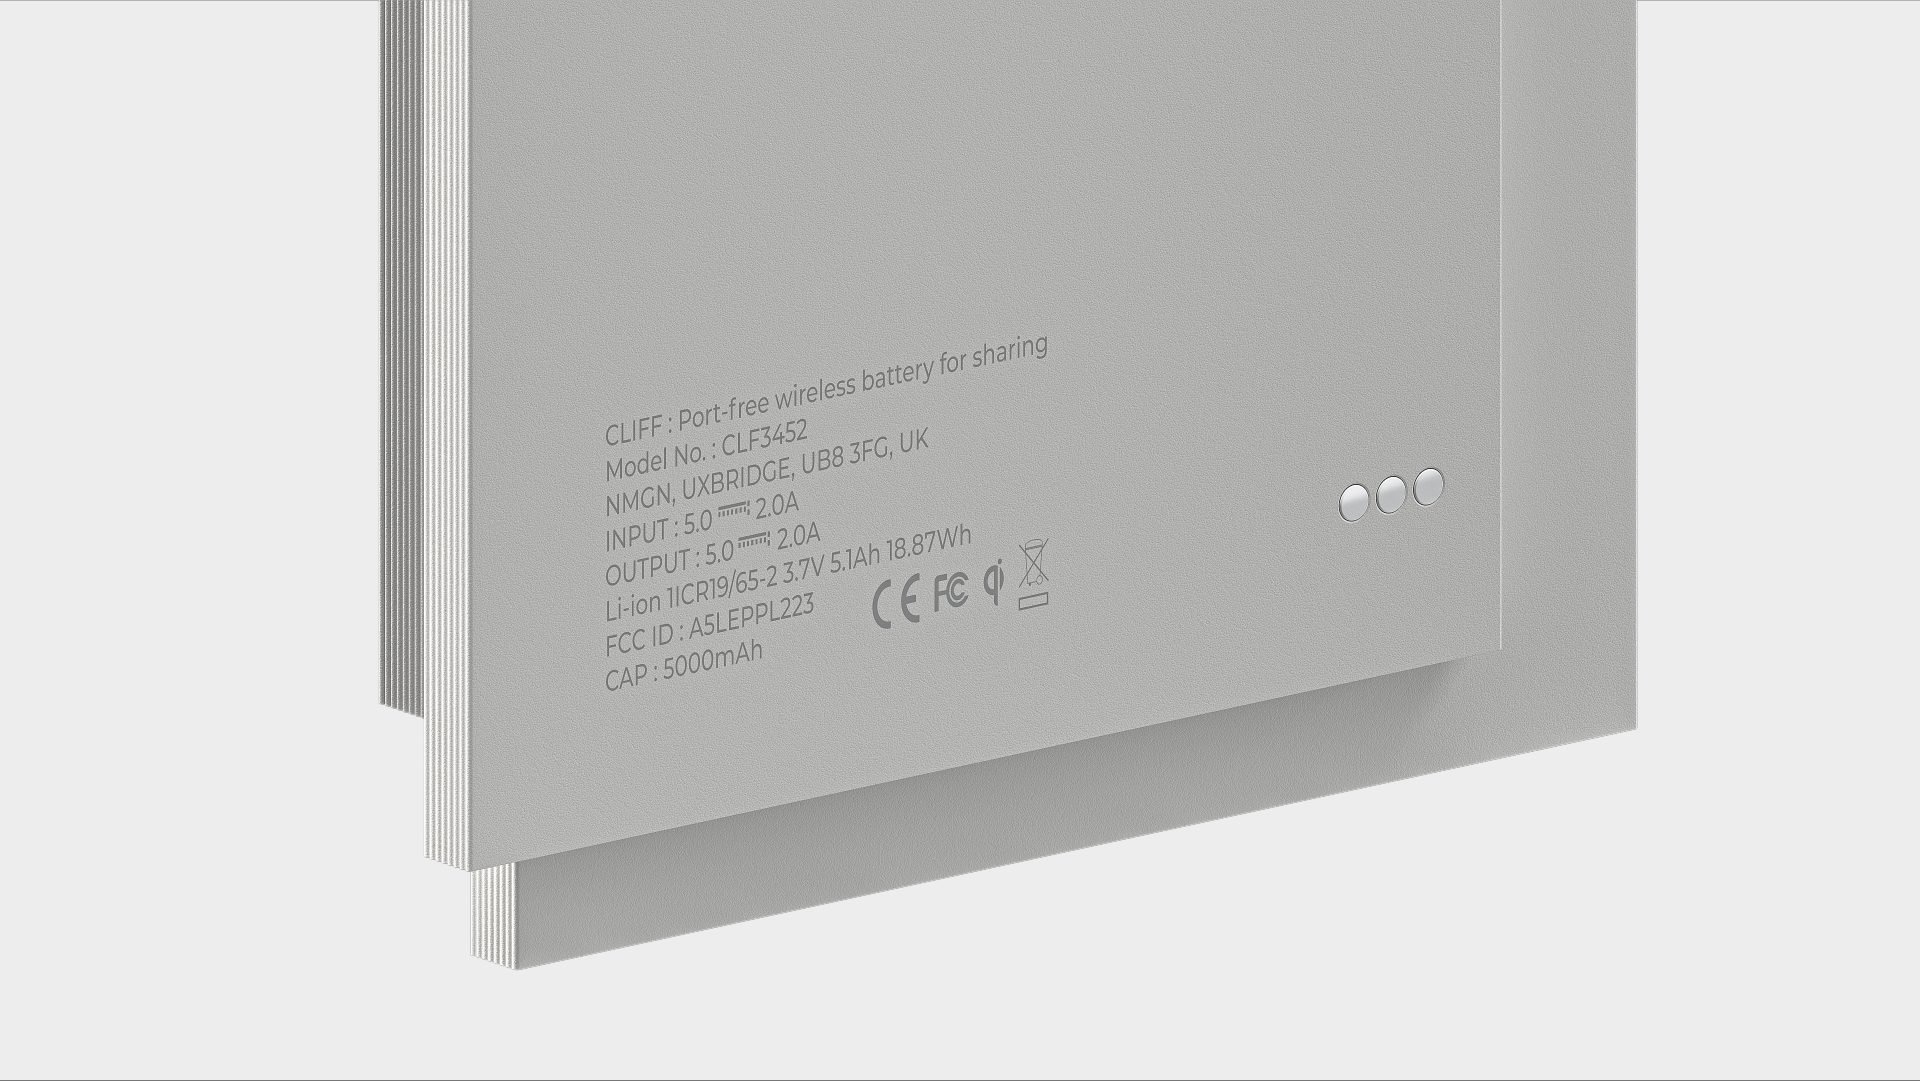 CLIFF : Port-free wireless battery for sharing
Model No. : CLF3452
NMGN, UXBRIDGE, UB8 3FG, UK
INPUT : 5.0 ⎓ 2.0A
OUTPUT : 5.0 ⎓ 2.0A
Li-ion 1ICR19/65-2 3.7V 5.1Ah 18.87Wh
FCC ID : A5LEPPL223
CAP : 5000mAh
CE FC qi